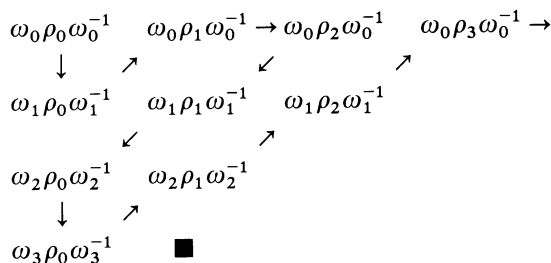 ω₀ρ₀ω₀⁻¹ ω₀ρ₁ω₀⁻¹ → ω₀ρ₂ω₀⁻¹ ω₀ρ₃ω₀⁻¹ →
↓ ↗ ↙ ↗
ω₁ρ₀ω₁⁻¹ ω₁ρ₁ω₁⁻¹ ω₁ρ₂ω₁⁻¹
↙ ↗
ω₂ρ₀ω₂⁻¹ ω₂ρ₁ω₂⁻¹
↓ ↗
ω₃ρ₀ω₃⁻¹ ■